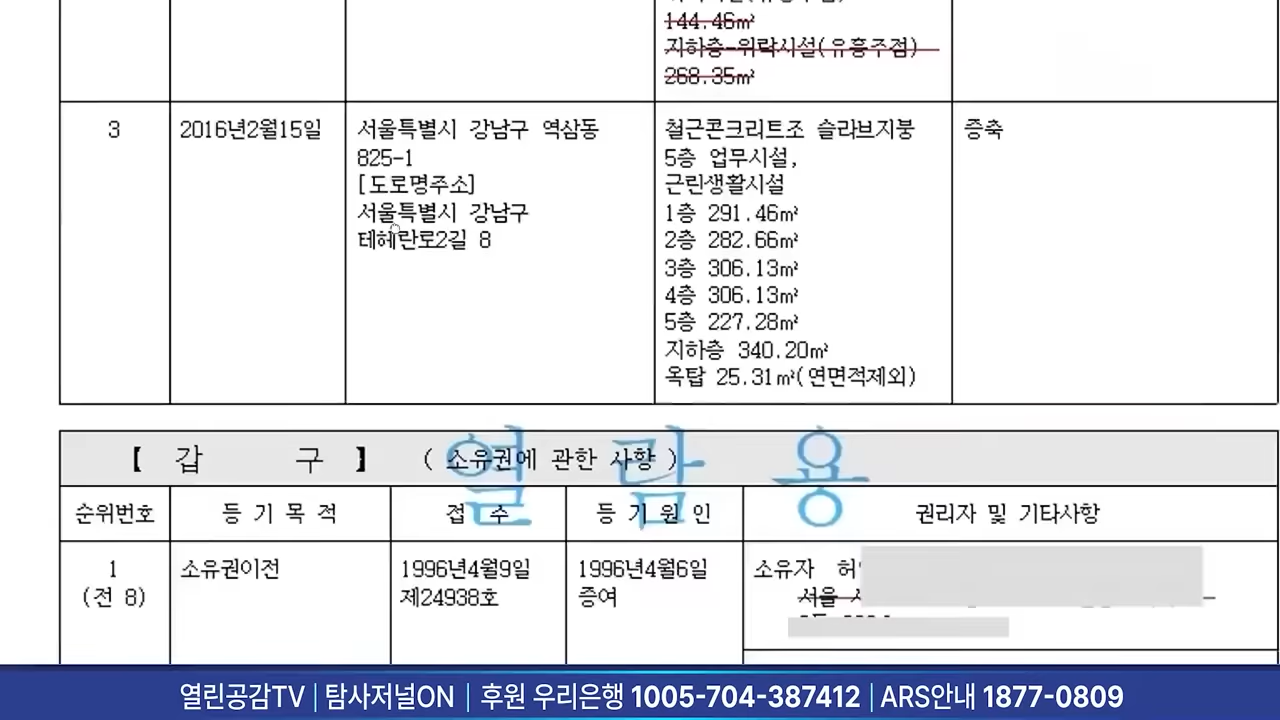 144.46㎡
지하층-위락시설(유흥주점)
268.35㎡
3
2016년2월15일
서울특별시 강남구 역삼동
825-1
[도로명주소]
서울특별시 강남구
테헤란로2길 8
철근콘크리트조 슬라브지붕
5층 업무시설,
근린생활시설
1층 291.46㎡
2층 282.66㎡
3층 306.13㎡
4층 306.13㎡
5층 227.28㎡
지하층 340.20㎡
옥탑 25.31㎡(연면적제외)
증축
【 갑 구 】 ( 소유권에 관한 사항 )
열 람 용
순위번호 등 기 목 적 접 수 등 기 원 인 권리자 및 기타사항
1
(전 8)
소유권이전
1996년4월9일
제24938호
1996년4월6일
증여
소유자 허
서울
열린공감TV | 탐사저널ON | 후원 우리은행 1005-704-387412 | ARS안내 1877-0809